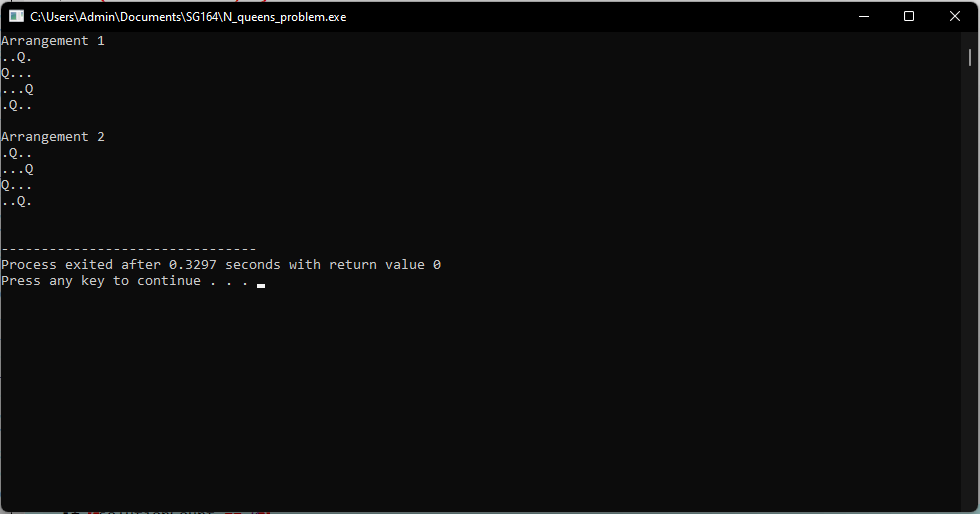 C:\Users\Admin\Documents\SG164\N_queens_problem.exe
Arrangement 1
..Q.
Q...
...Q
.Q..
Arrangement 2
.Q..
...Q
Q...
..Q.
--------------------------------
Process exited after 0.3297 seconds with return value 0
Press any key to continue . . .